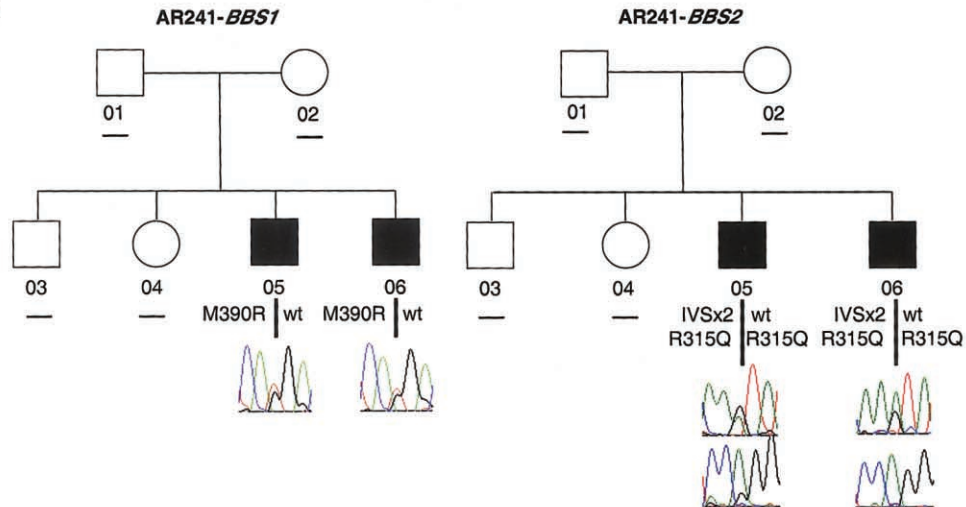 AR241-BBS1
01
02
03
04
05
06
M390R wt
M390R wt
AR241-BBS2
01
02
03
04
05
06
IVSx2 wt
R315Q R315Q
IVSx2 wt
R315Q R315Q